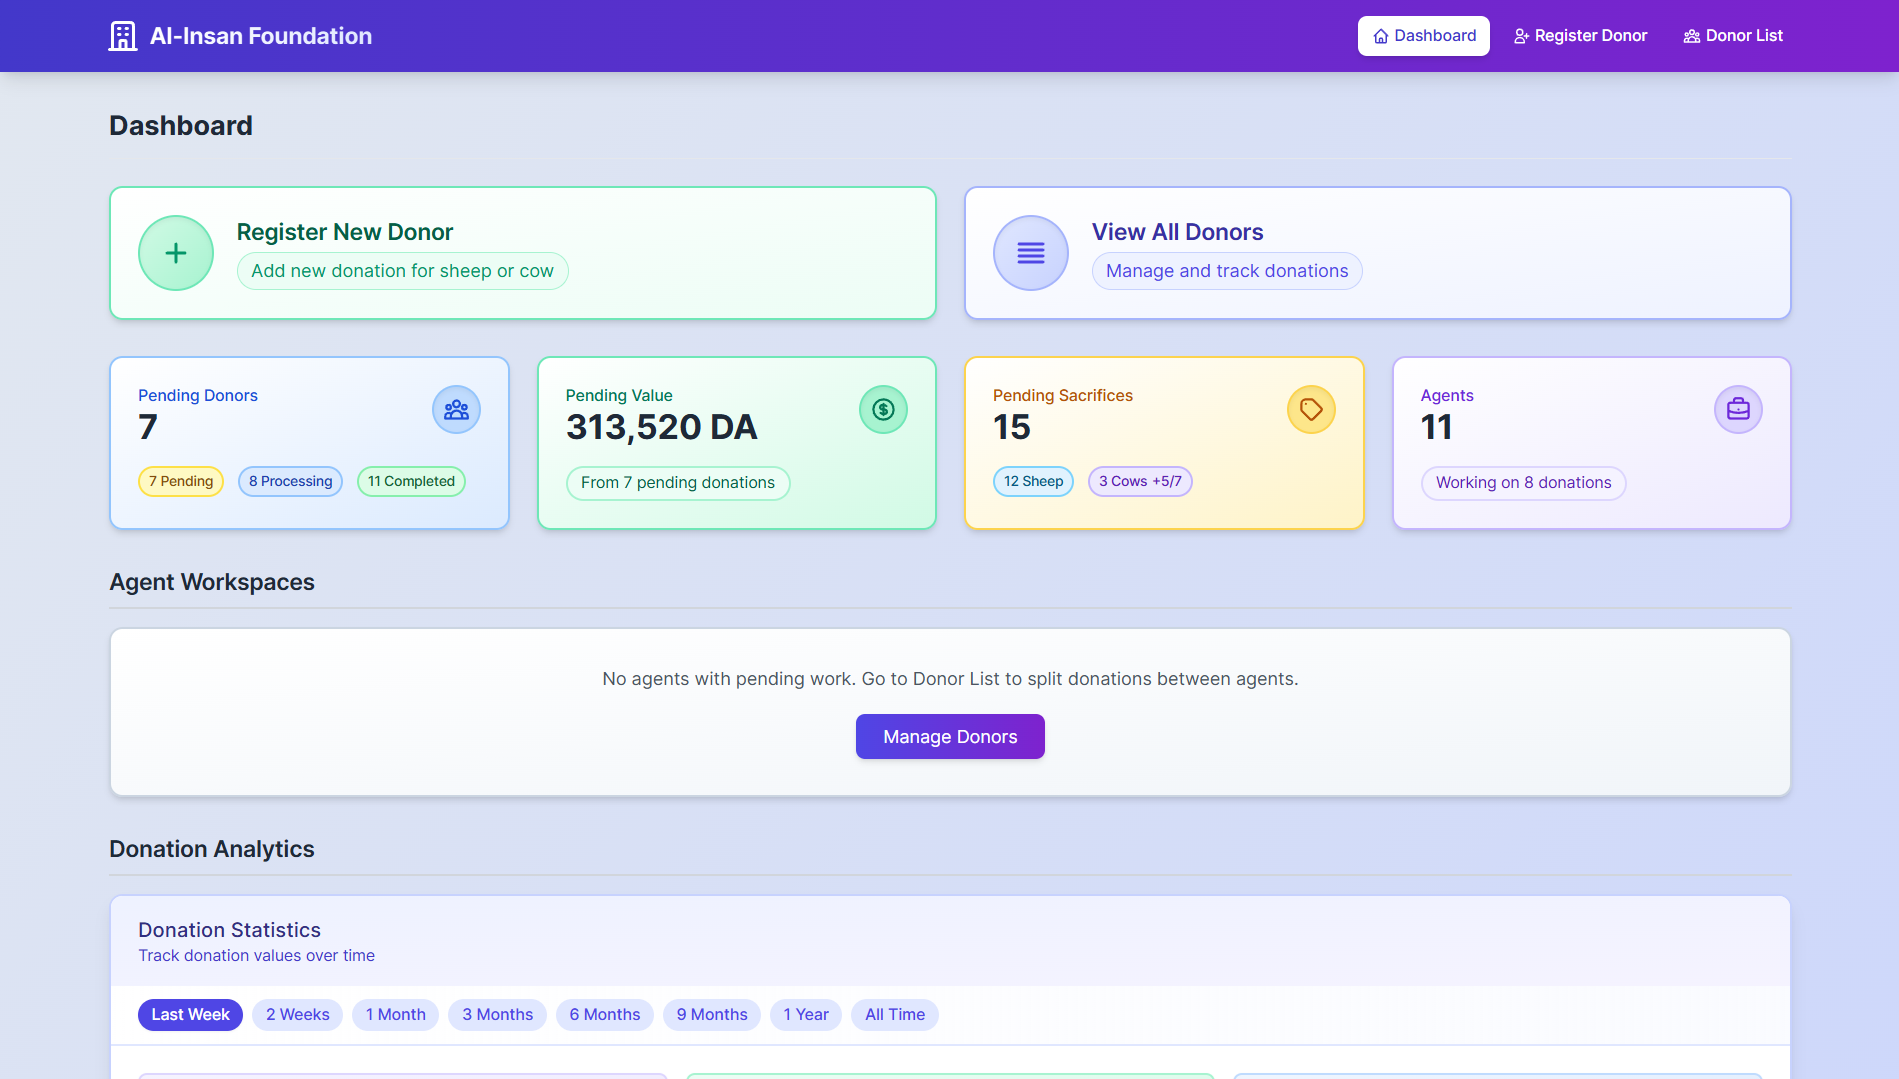 Al-Insan Foundation
Dashboard
Register Donor
Donor List
Dashboard
Register New Donor
Add new donation for sheep or cow
View All Donors
Manage and track donations
Pending Donors
7
7 Pending
8 Processing
11 Completed
Pending Value
313,520 DA
From 7 pending donations
Pending Sacrifices
15
12 Sheep
3 Cows +5/7
Agents
11
Working on 8 donations
Agent Workspaces
No agents with pending work. Go to Donor List to split donations between agents.
Manage Donors
Donation Analytics
Donation Statistics
Track donation values over time
Last Week
2 Weeks
1 Month
3 Months
6 Months
9 Months
1 Year
All Time